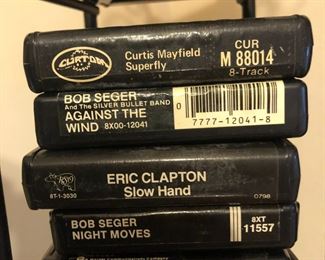 CURTOM
Curtis Mayfield
Superfly
CUR
M 88014
8-Track
BOB SEGER
And The SILVER BULLET BAND
AGAINST THE
WIND 8X00-12041
0
7777-12041-8
RSO
8T-1-3030
ERIC CLAPTON
Slow Hand
0798
BOB SEGER
NIGHT MOVES
8XT
11557